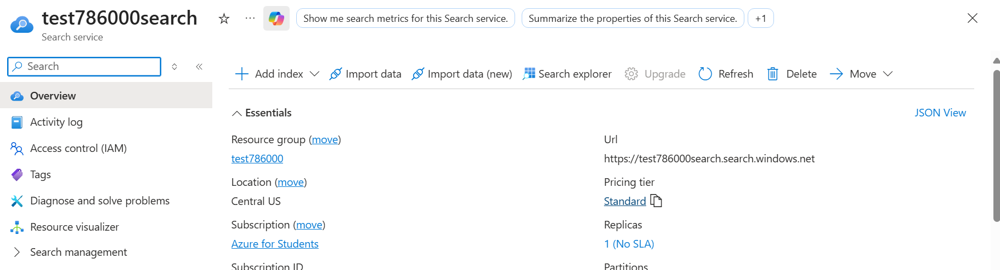 test786000search
Search service
Show me search metrics for this Search service.
Summarize the properties of this Search service.
+1
Search
Add index
Import data
Import data (new)
Search explorer
Upgrade
Refresh
Delete
Move
Overview
Activity log
Access control (IAM)
Tags
Diagnose and solve problems
Resource visualizer
Search management
Essentials
JSON View
Resource group (move)
test786000
Location (move)
Central US
Subscription (move)
Azure for Students
Subscription ID
Url
https://test786000search.search.windows.net
Pricing tier
Standard
Replicas
1 (No SLA)
Partitions